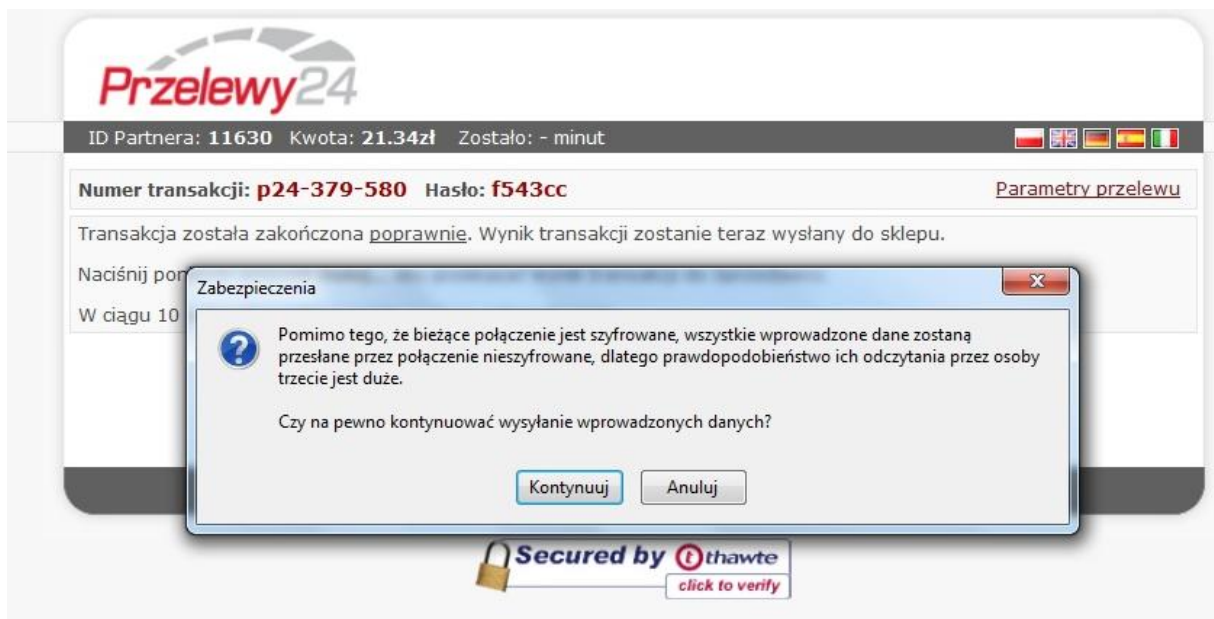 Przelewy24
ID Partnera: 11630 Kwota: 21.34zł Zostało: - minut
Numer transakcji: p24-379-580 Hasło: f543cc Parametry przelewu
Transakcja została zakończona poprawnie. Wynik transakcji zostanie teraz wysłany do sklepu.
Naciśnij
W ciągu 10
Zabezpieczenia
Pomimo tego, że bieżące połączenie jest szyfrowane, wszystkie wprowadzone dane zostaną
przesłane przez połączenie nieszyfrowane, dlatego prawdopodobieństwo ich odczytania przez osoby
trzecie jest duże.
Czy na pewno kontynuować wysyłanie wprowadzonych danych?
Kontynuuj Anuluj
Secured by thawte
click to verify